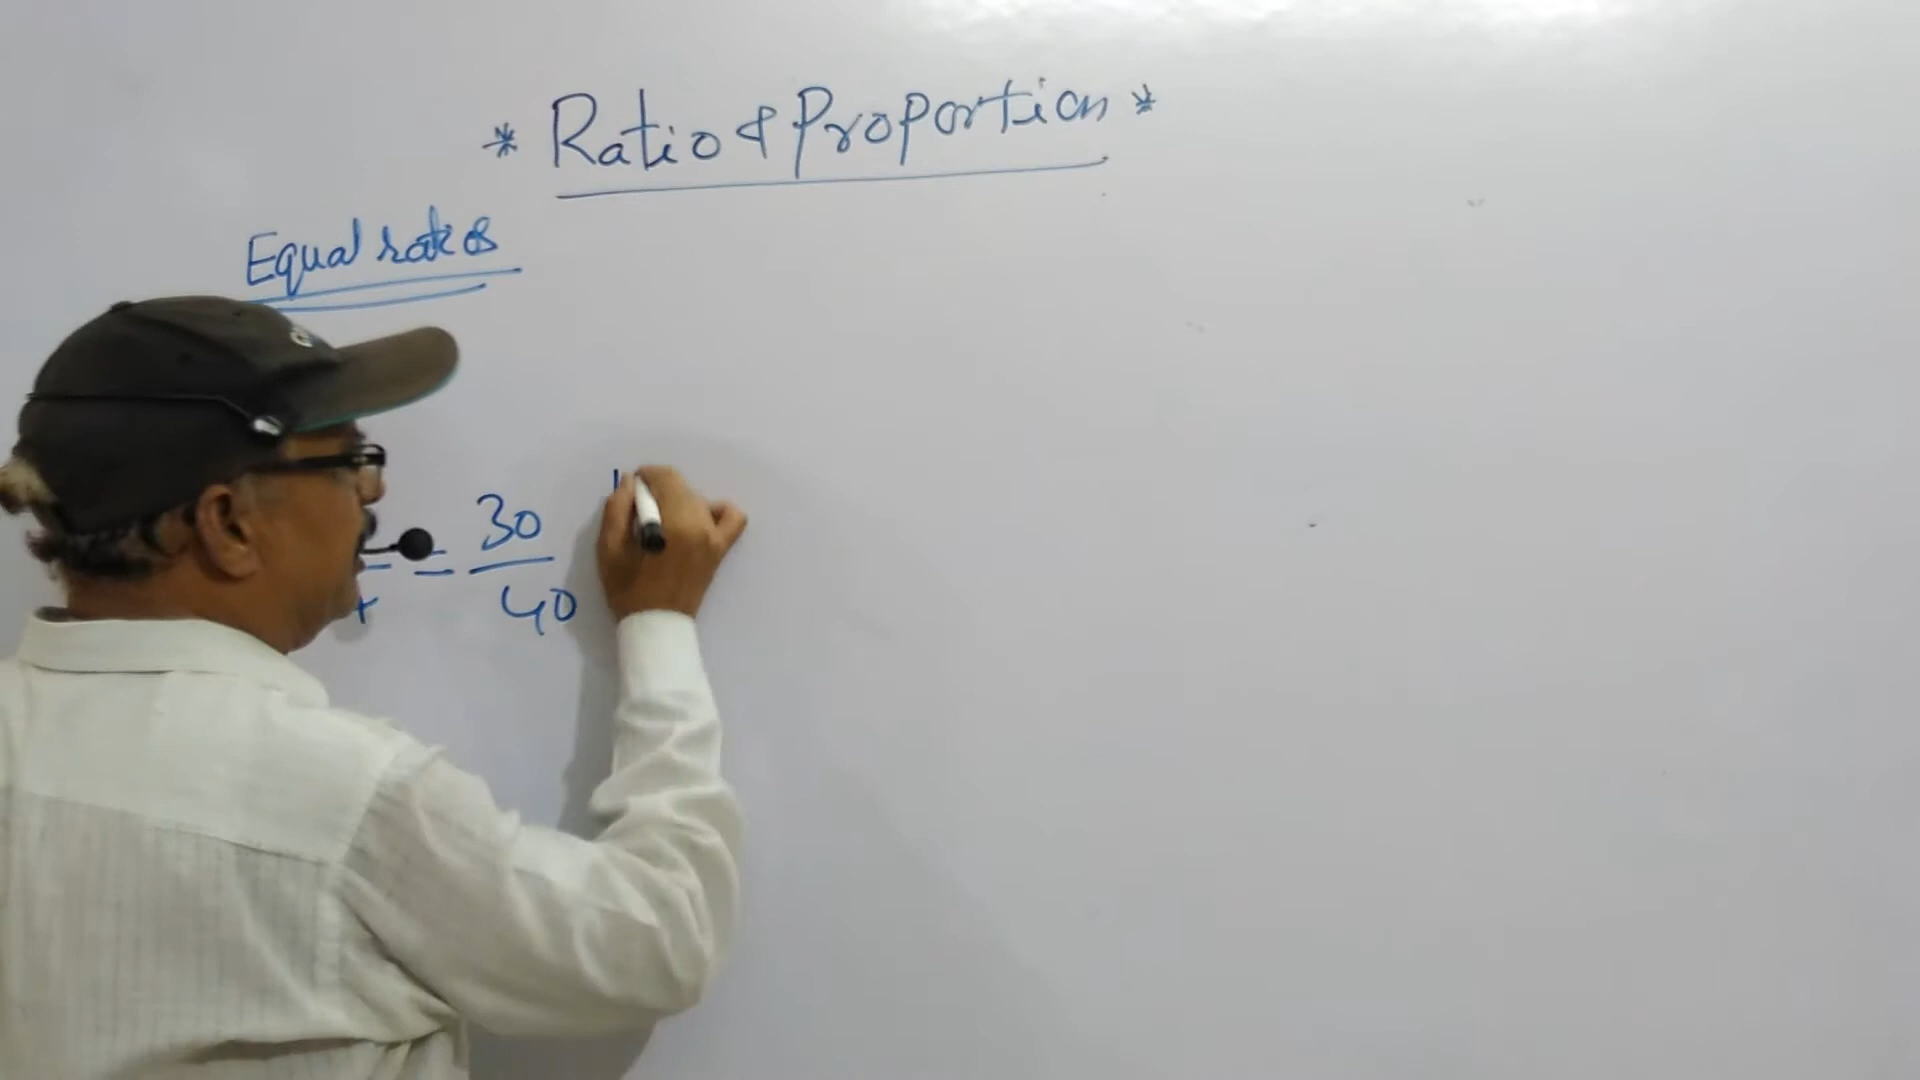 * Ratio & Proportion *
Equal ratios
= 30/40